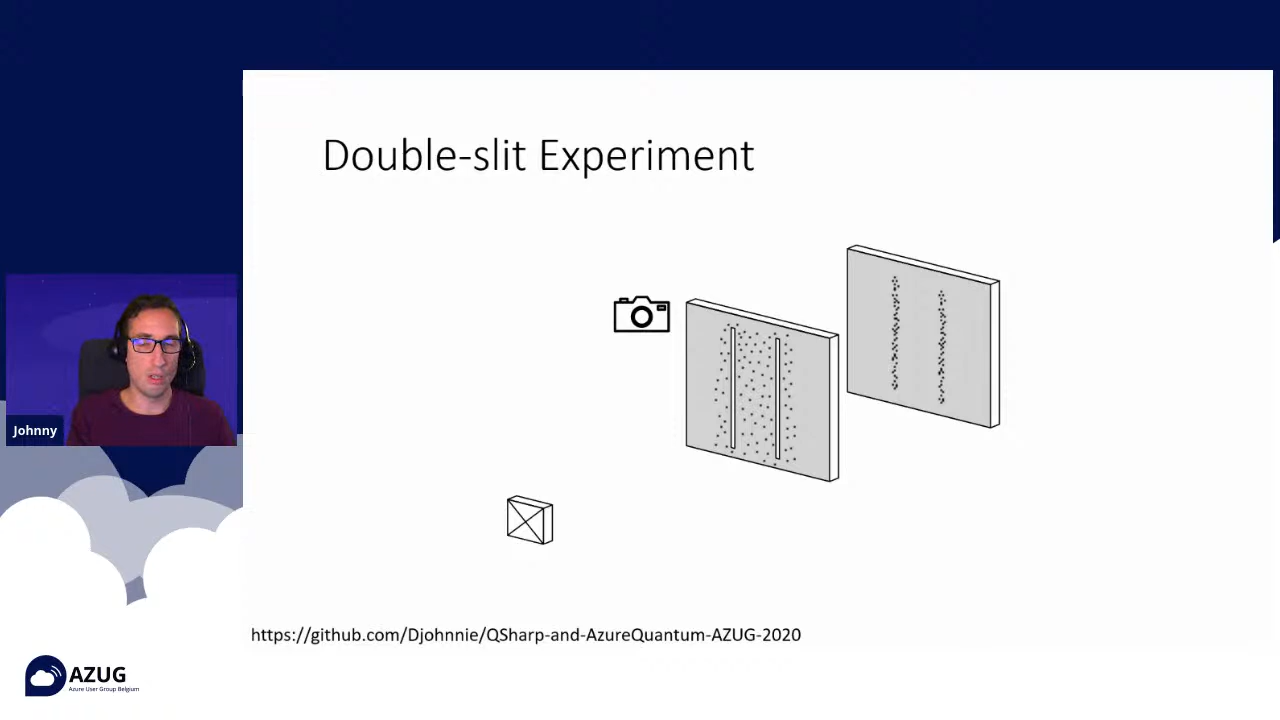 Double-slit Experiment
Johnny
https://github.com/Djohnnie/QSharp-and-AzureQuantum-AZUG-2020
AZUG
Azure User Group Belgium